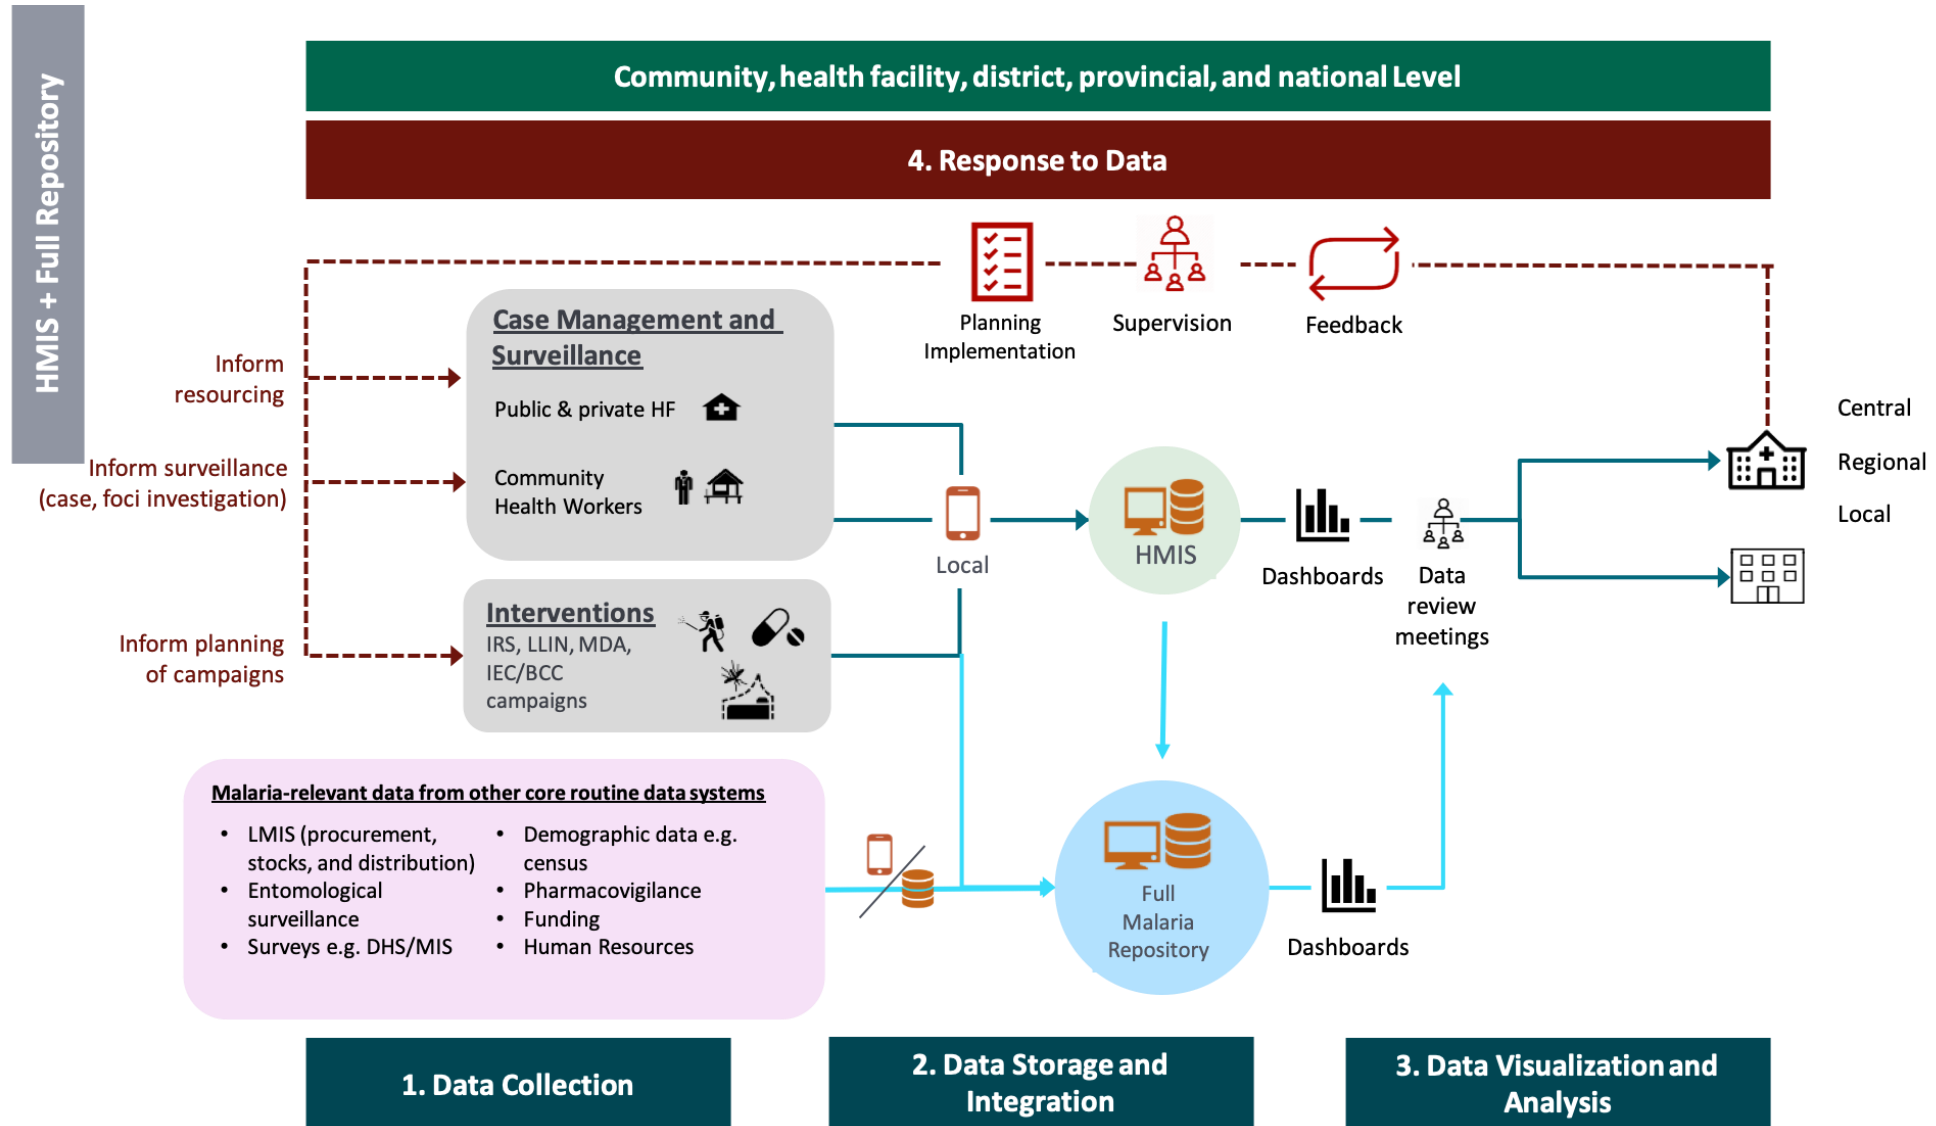 HMIS + Full Repository
Community, health facility, district, provincial, and national Level
4. Response to Data
Planning
Implementation
Supervision
Feedback
Inform
resourcing
Inform surveillance
(case, foci investigation)
Inform planning
of campaigns
Case Management and
Surveillance
Public & private HF
Community
Health Workers
Interventions
IRS, LLIN, MDA,
IEC/BCC
campaigns
Local
HMIS
Dashboards
Data
review
meetings
Central
Regional
Local
Malaria-relevant data from other core routine data systems
• LMIS (procurement,
stocks, and distribution)
• Entomological
surveillance
• Surveys e.g. DHS/MIS
• Demographic data e.g.
census
• Pharmacovigilance
• Funding
• Human Resources
Full
Malaria
Repository
Dashboards
1. Data Collection
2. Data Storage and
Integration
3. Data Visualization and
Analysis